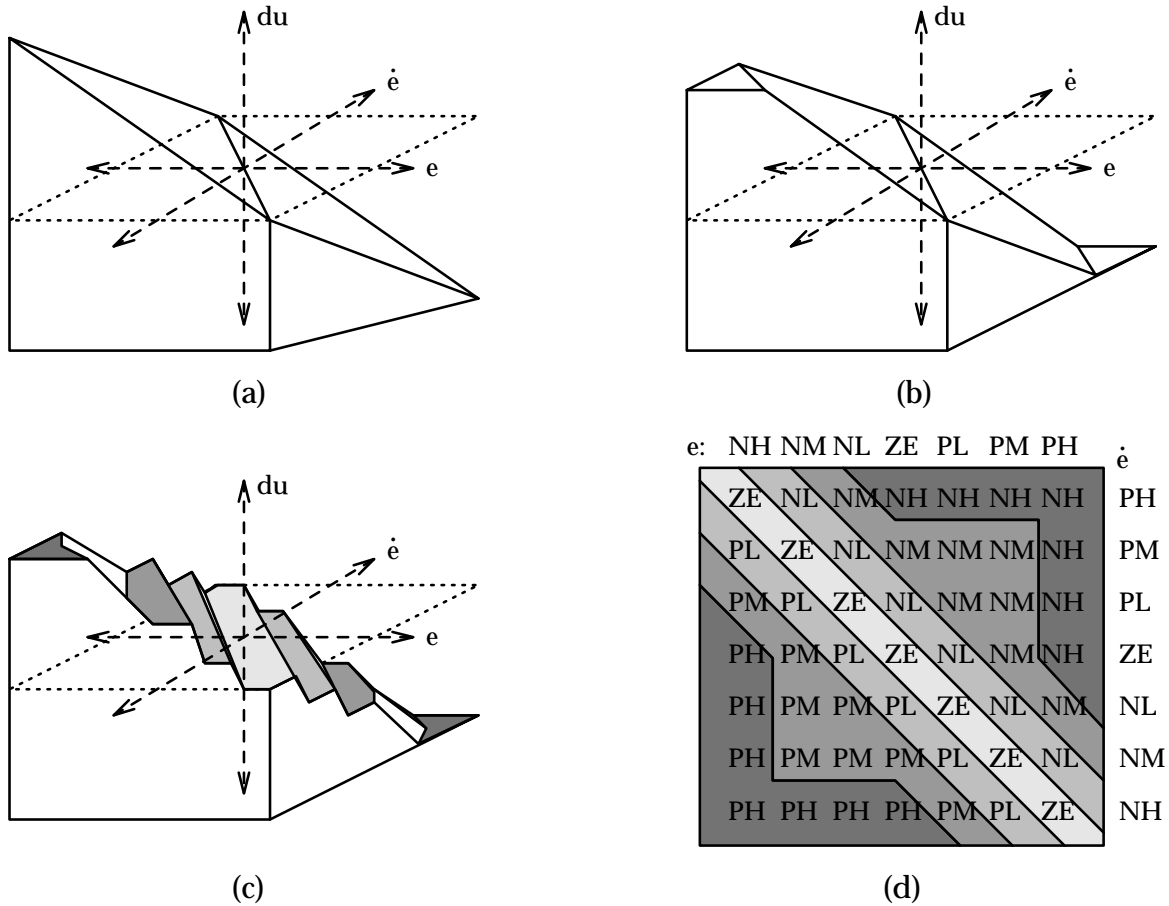 du
ė
e
(a)
du
ė
e
(b)
du
ė
e
(c)
e: NH NM NL ZE PL PM PH ė
ZE NL NM NH NH NH NH PH
PL ZE NL NM NM NM NH PM
PM PL ZE NL NM NM NH PL
PH PM PL ZE NL NM NH ZE
PH PM PM PL ZE NL NM NL
PH PM PM PM PL ZE NL NM
PH PH PH PH PM PL ZE NH
(d)